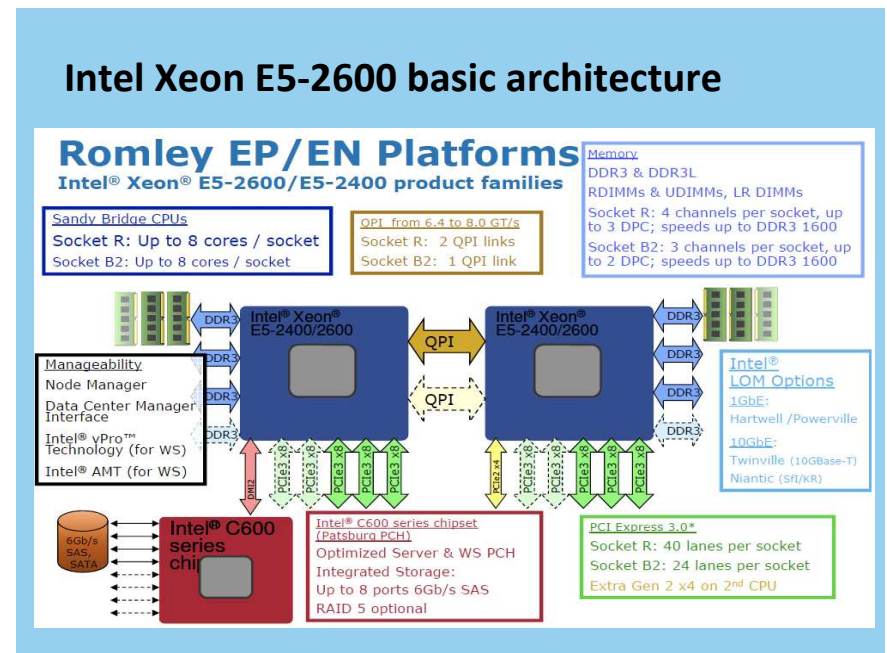 Intel Xeon E5-2600 basic architecture
Romley EP/EN Platforms
Intel® Xeon® E5-2600/E5-2400 product families
Sandy Bridge CPUs
Socket R: Up to 8 cores / socket
Socket B2: Up to 8 cores / socket
QPI from 6.4 to 8.0 GT/s
Socket R: 2 QPI links
Socket B2: 1 QPI link
Memory
DDR3 & DDR3L
RDIMMs & UDIMMs, LR DIMMs
Socket R: 4 channels per socket, up
to 3 DPC; speeds up to DDR3 1600
Socket B2: 3 channels per socket, up
to 2 DPC; speeds up to DDR3 1600
DDR3
DDR3
DDR3
DDR3
Intel® Xeon®
E5-2400/2600
QPI
QPI
Intel® Xeon®
E5-2400/2600
DDR3
DDR3
DDR3
DDR3
Manageability
Node Manager
Data Center Manager
Interface
Intel® vPro™
Technology (for WS)
Intel® AMT (for WS)
Intel®
LOM Options
1GbE:
Hartwell /Powerville
10GbE:
Twinville (10GBase-T)
Niantic (SfI/KR)
DMI2
PCIe3 x8
PCIe3 x8
PCIe3 x8
PCIe3 x8
PCIe3 x8
PCIe2 x4
PCIe3 x8
PCIe3 x8
PCIe3 x8
PCIe3 x8
PCIe3 x8
6Gb/s
SAS,
SATA
Intel® C600
series
chip
Intel® C600 series chipset
(Patsburg PCH)
Optimized Server & WS PCH
Integrated Storage:
Up to 8 ports 6Gb/s SAS
RAID 5 optional
PCI Express 3.0*
Socket R: 40 lanes per socket
Socket B2: 24 lanes per socket
Extra Gen 2 x4 on 2nd CPU